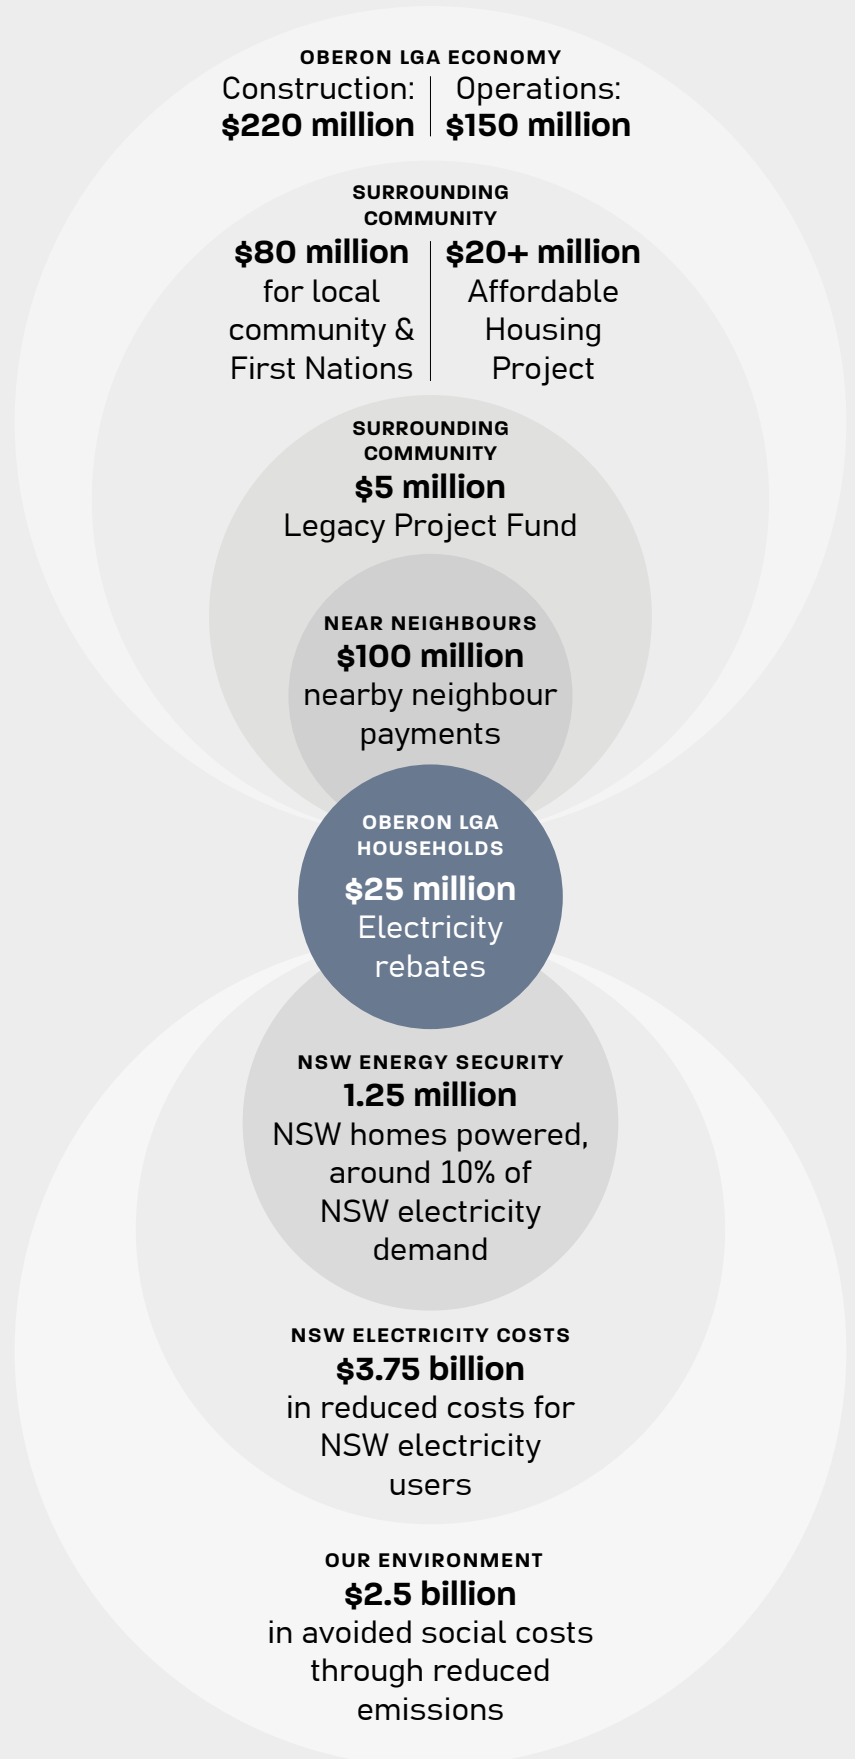 OBERON LGA ECONOMY
Construction:
$220 million
Operations:
$150 million
SURROUNDING
COMMUNITY
$80 million
for local
community &
First Nations
$20+ million
Affordable
Housing
Project
SURROUNDING
COMMUNITY
$5 million
Legacy Project Fund
NEAR NEIGHBOURS
$100 million
nearby neighbour
payments
OBERON LGA
HOUSEHOLDS
$25 million
Electricity
rebates
NSW ENERGY SECURITY
1.25 million
NSW homes powered,
around 10% of
NSW electricity
demand
NSW ELECTRICITY COSTS
$3.75 billion
in reduced costs for
NSW electricity
users
OUR ENVIRONMENT
$2.5 billion
in avoided social costs
through reduced
emissions